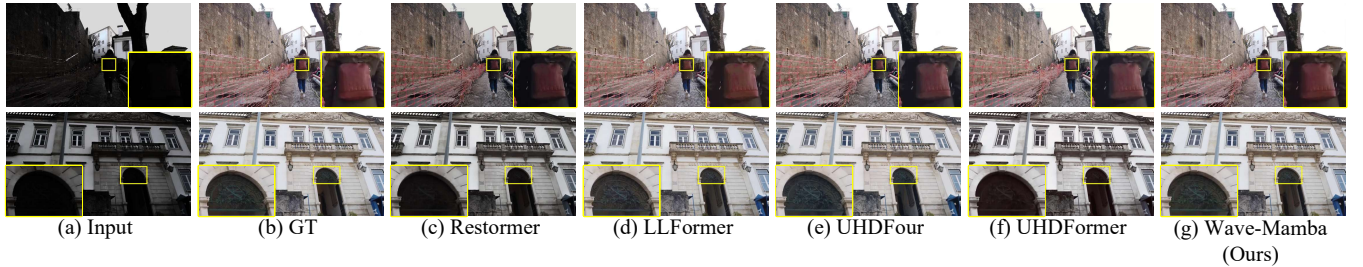 (a) Input
(b) GT
(c) Restormer
(d) LLFormer
(e) UHDFour
(f) UHDFormer
(g) Wave-Mamba
(Ours)